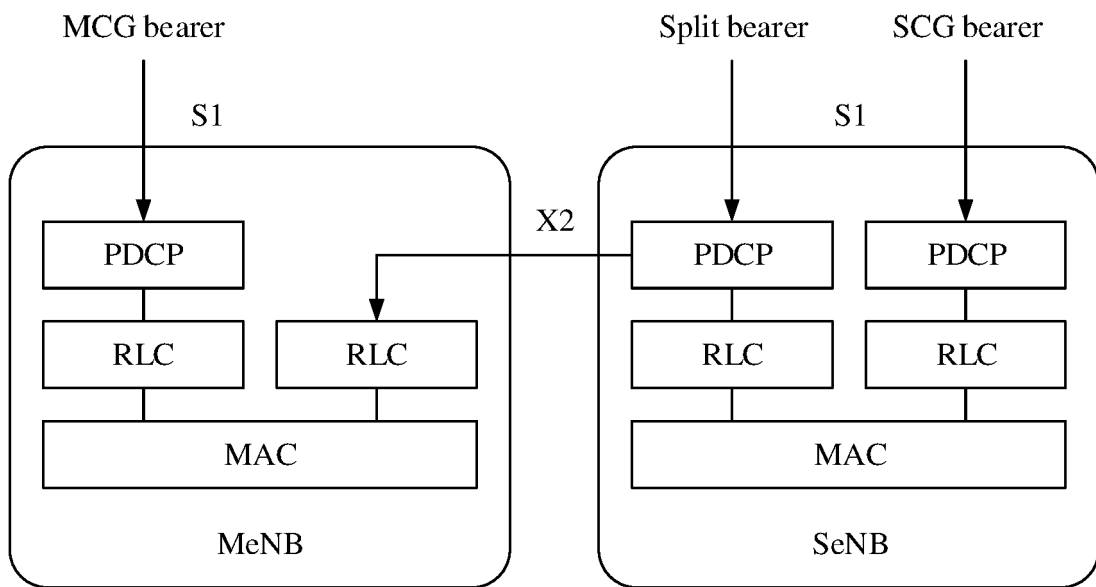 MCG bearer
Split bearer
SCG bearer
S1
S1
X2
PDCP
PDCP
PDCP
RLC
RLC
RLC
RLC
MAC
MAC
MeNB
SeNB